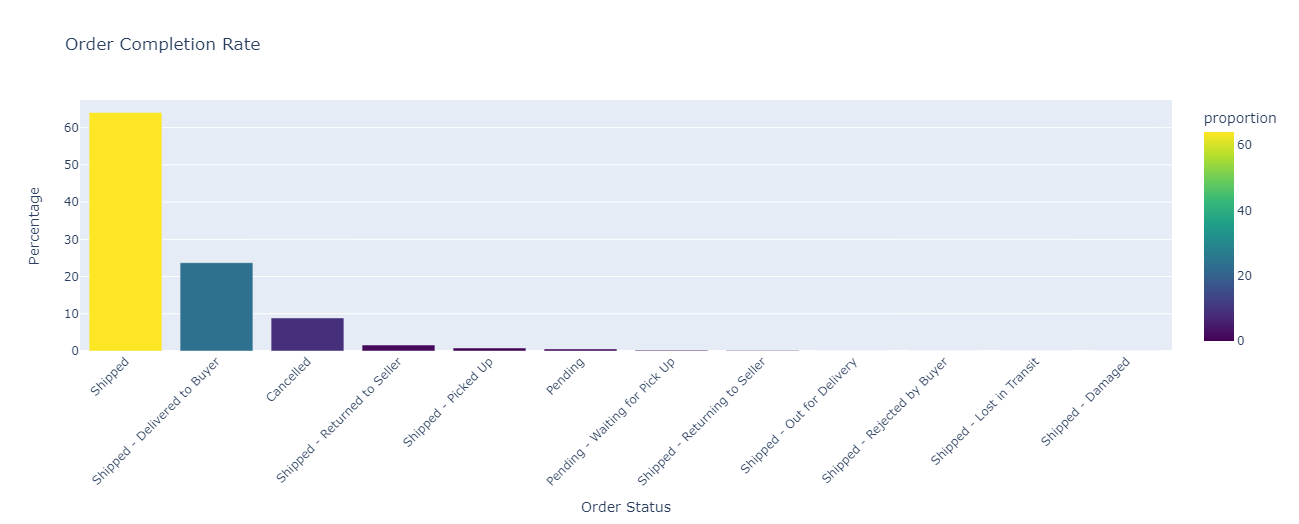 Order Completion Rate
proportion
60
40
20
0
Percentage
60
50
40
30
20
10
0
Shipped
Shipped - Delivered to Buyer
Cancelled
Shipped - Returned to Seller
Shipped - Picked Up
Pending
Pending - Waiting for Pick Up
Shipped - Returning to Seller
Shipped - Out for Delivery
Shipped - Rejected by Buyer
Shipped - Lost in Transit
Shipped - Damaged
Order Status